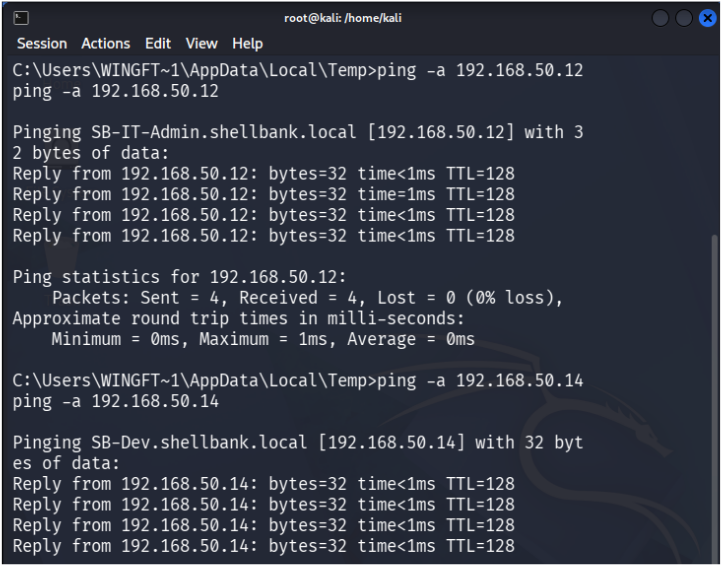 root@kali: /home/kali
Session Actions Edit View Help
C:\Users\WINGFT~1\AppData\Local\Temp>ping -a 192.168.50.12
ping -a 192.168.50.12
Pinging SB-IT-Admin.shellbank.local [192.168.50.12] with 3
2 bytes of data:
Reply from 192.168.50.12: bytes=32 time<1ms TTL=128
Reply from 192.168.50.12: bytes=32 time=1ms TTL=128
Reply from 192.168.50.12: bytes=32 time<1ms TTL=128
Reply from 192.168.50.12: bytes=32 time<1ms TTL=128
Ping statistics for 192.168.50.12:
    Packets: Sent = 4, Received = 4, Lost = 0 (0% loss),
Approximate round trip times in milli-seconds:
    Minimum = 0ms, Maximum = 1ms, Average = 0ms
C:\Users\WINGFT~1\AppData\Local\Temp>ping -a 192.168.50.14
ping -a 192.168.50.14
Pinging SB-Dev.shellbank.local [192.168.50.14] with 32 byt
es of data:
Reply from 192.168.50.14: bytes=32 time<1ms TTL=128
Reply from 192.168.50.14: bytes=32 time<1ms TTL=128
Reply from 192.168.50.14: bytes=32 time<1ms TTL=128
Reply from 192.168.50.14: bytes=32 time<1ms TTL=128